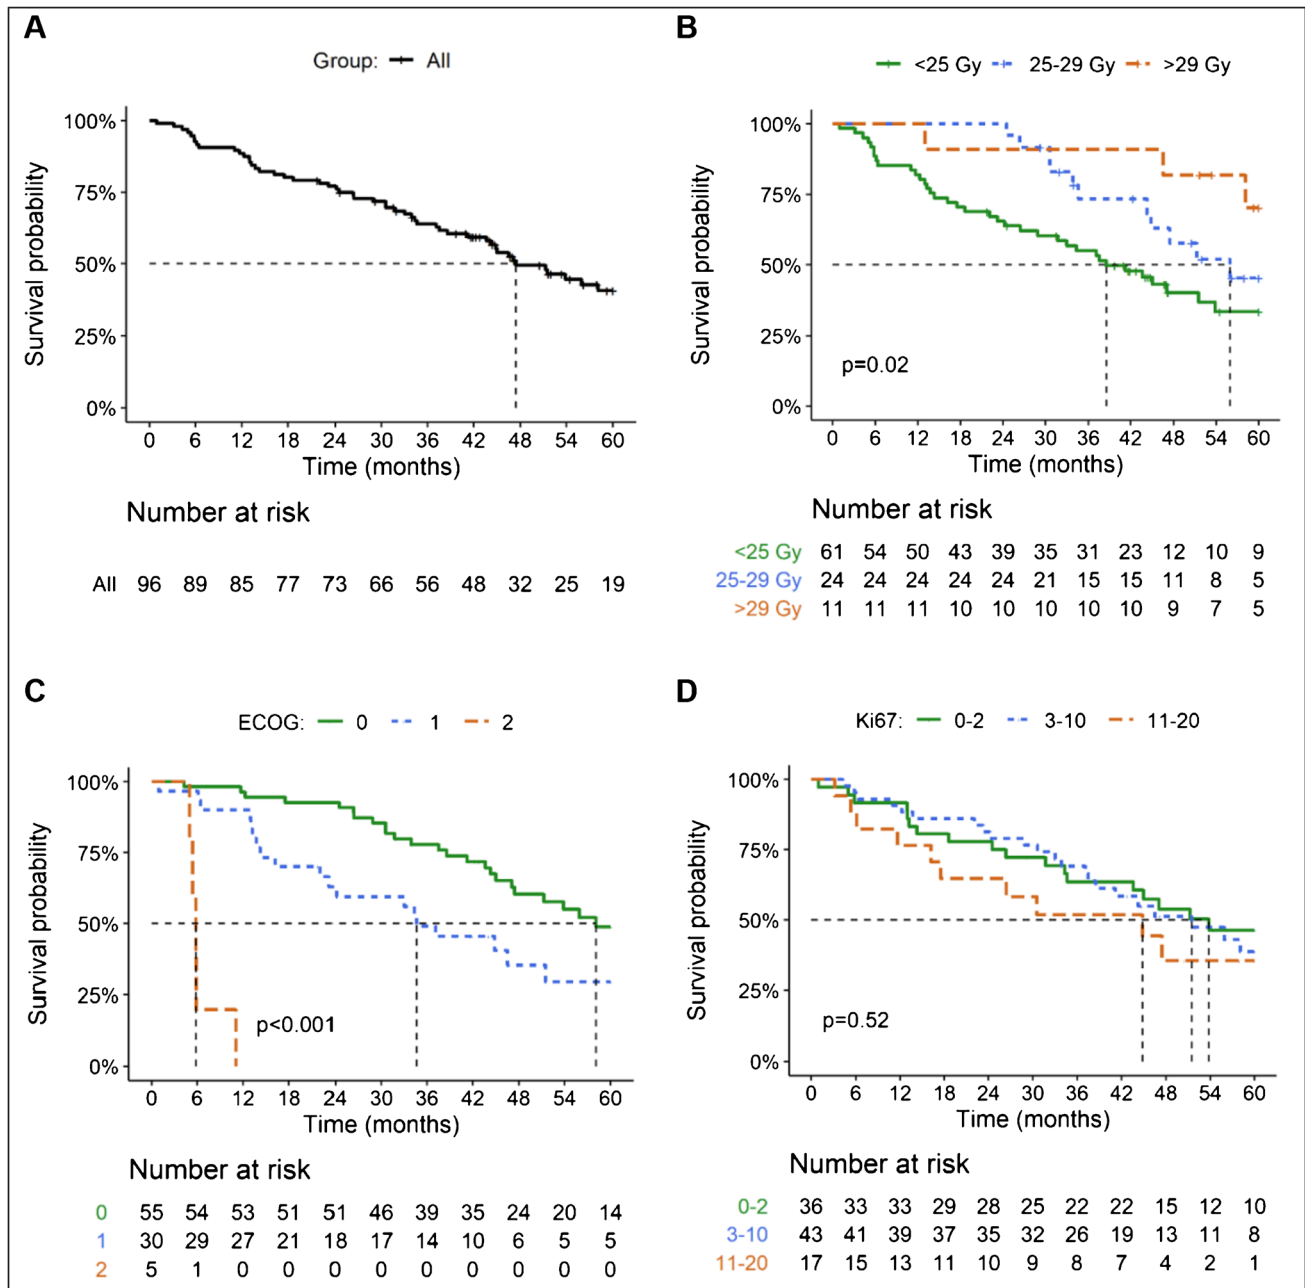 A
Group: All
Survival probability
100%
75%
50%
25%
0%
0 6 12 18 24 30 36 42 48 54 60
Time (months)
Number at risk
All 96 89 85 77 73 66 56 48 32 25 19
B
<25 Gy 25-29 Gy >29 Gy
Survival probability
100%
75%
50%
25%
0%
p=0.02
0 6 12 18 24 30 36 42 48 54 60
Time (months)
Number at risk
<25 Gy 61 54 50 43 39 35 31 23 12 10 9
25-29 Gy 24 24 24 24 24 21 15 15 11 8 5
>29 Gy 11 11 11 10 10 10 10 10 9 7 5
C
ECOG: 0 1 2
Survival probability
100%
75%
50%
25%
0%
p<0.001
0 6 12 18 24 30 36 42 48 54 60
Time (months)
Number at risk
0 55 54 53 51 51 46 39 35 24 20 14
1 30 29 27 21 18 17 14 10 6 5 5
2 5 1 0 0 0 0 0 0 0 0 0
D
Ki67: 0-2 3-10 11-20
Survival probability
100%
75%
50%
25%
0%
p=0.52
0 6 12 18 24 30 36 42 48 54 60
Time (months)
Number at risk
0-2 36 33 33 29 28 25 22 22 15 12 10
3-10 43 41 39 37 35 32 26 19 13 11 8
11-20 17 15 13 11 10 9 8 7 4 2 1